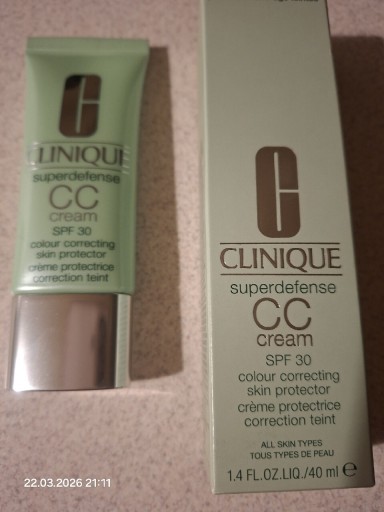 CLINIQUE
superdefense
CC
cream
SPF 30
colour correcting
skin protector
crème protectrice
correction teint
CLINIQUE
superdefense
CC
cream
SPF 30
colour correcting
skin protector
crème protectrice
correction teint
ALL SKIN TYPES
TOUS TYPES DE PEAU
1.4 FL.OZ.LIQ./40 ml e
22.03.2026 21:11